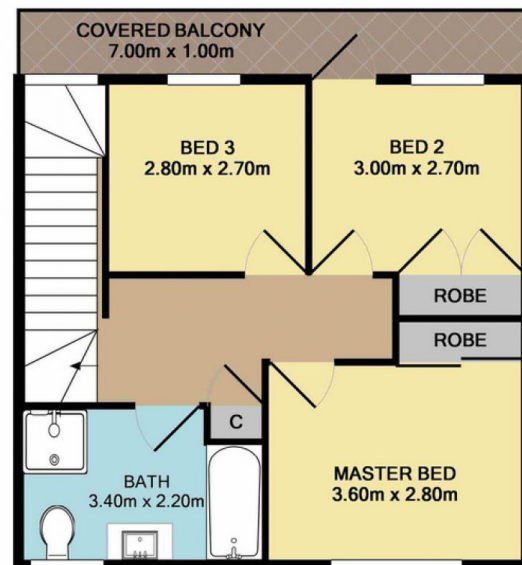 COVERED BALCONY
7.00m x 1.00m
BED 3
2.80m x 2.70m
BED 2
3.00m x 2.70m
ROBE
ROBE
C
BATH
3.40m x 2.20m
MASTER BED
3.60m x 2.80m